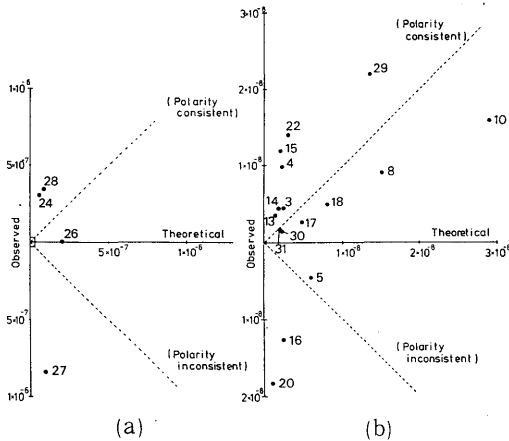 1×10⁻⁶
(Polarity
consistent)
5×10⁻⁷
28
24
26
Theoretical
Observed
5×10⁻⁷
1×10⁻⁶
5×10⁻⁷
(Polarity
inconsistent)
27
1×10⁻⁶
(a)
3×10⁻⁸
(Polarity
consistent)
29
2×10⁻⁸
22
10
15
1×10⁻⁸
4
8
14
3
18
13
17
Theoretical
30
31
Observed
1×10⁻⁸
2×10⁻⁸
3×10⁻⁸
5
1×10⁻⁸
16
(Polarity
inconsistent)
20
2×10⁻⁸
(b)